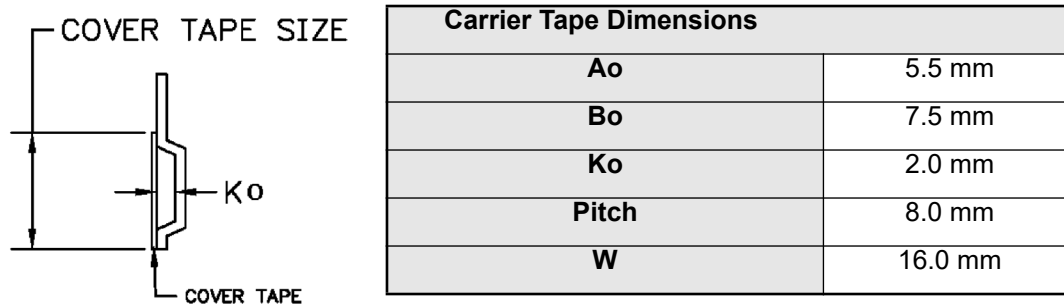 COVER TAPE SIZE
Ko
COVER TAPE
Carrier Tape Dimensions
Ao 5.5 mm
Bo 7.5 mm
Ko 2.0 mm
Pitch 8.0 mm
W 16.0 mm